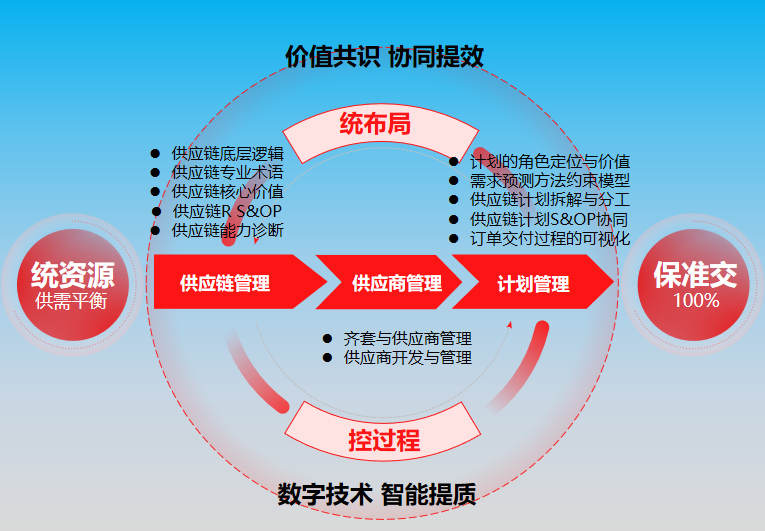 价值共识 协同提效
统布局
● 供应链底层逻辑
● 供应链专业术语
● 供应链核心价值
● 供应链R S&OP
● 供应链能力诊断
● 计划的角色定位与价值
● 需求预测方法约束模型
● 供应链计划拆解与分工
● 供应链计划S&OP协同
● 订单交付过程的可视化
统资源
供需平衡
供应链管理
供应商管理
计划管理
保准交
100%
● 齐套与供应商管理
● 供应商开发与管理
控过程
数字技术 智能提质